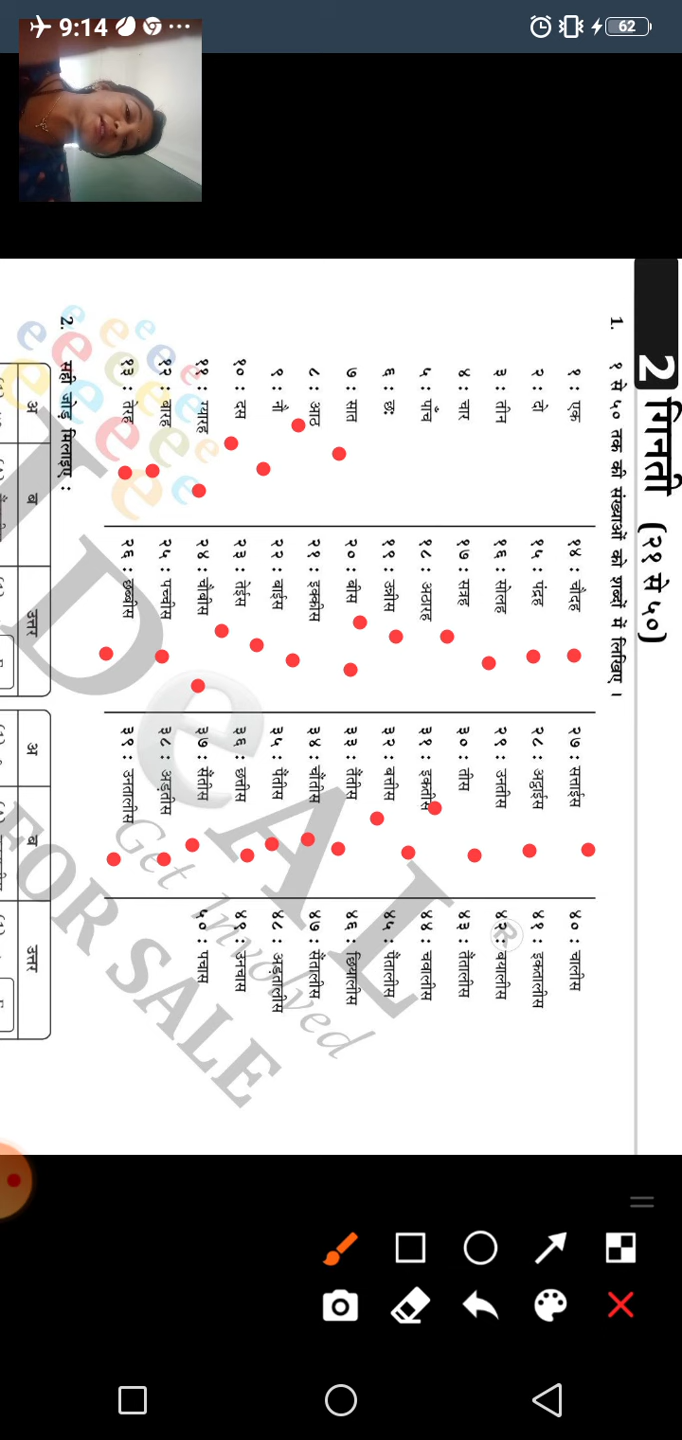 9:14
62
2 गिनती (२१ से ५०)
1. १ से ५० तक की संख्याओं को शब्दों में लिखिए ।
१ : एक
२ : दो
३ : तीन
४ : चार
५ : पाँच
६ : छः
७ : सात
८ : आठ
९ : नौ
१० : दस
११ : ग्यारह
१२ : बारह
१३ : तेरह
१४ : चौदह
१५ : पंद्रह
१६ : सोलह
१७ : सत्रह
१८ : अठारह
१९ : उन्नीस
२० : बीस
२१ : इक्कीस
२२ : बाईस
२३ : तेईस
२४ : चौबीस
२५ : पच्चीस
२६ : छब्बीस
२७ : सत्ताईस
२८ : अट्ठाईस
२९ : उनतीस
३० : तीस
३१ : इकतीस
३२ : बत्तीस
३३ : तैंतीस
३४ : चौंतीस
३५ : पैंतीस
३६ : छत्तीस
३७ : सैंतीस
३८ : अड़तीस
३९ : उनतालीस
४० : चालीस
४१ : इकतालीस
४२ : बयालीस
४३ : तैंतालीस
४४ : चवालीस
४५ : पैंतालीस
४६ : छियालीस
४७ : सैंतालीस
४८ : अड़तालीस
४९ : उनचास
५० : पचास
2. सही जोड़ मिलाइए :
अ ब उत्तर अ ब उत्तर
IDeAL ®
Get Involved
FOR SALE